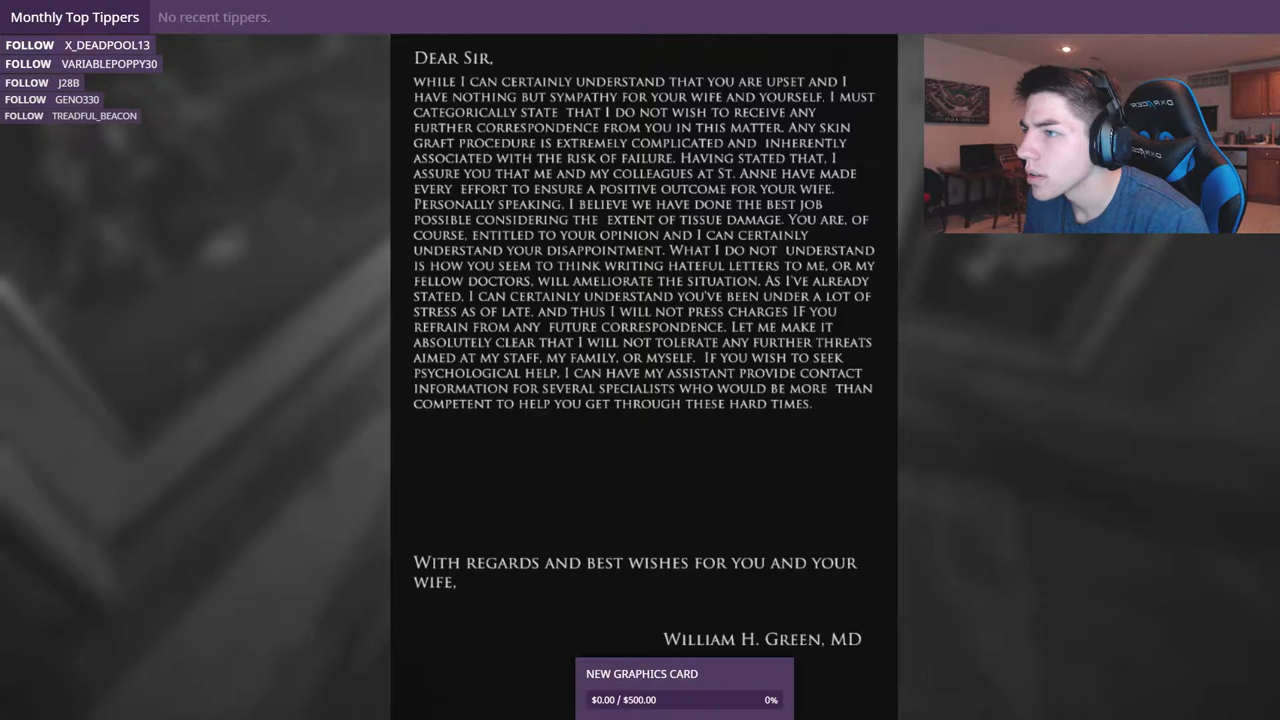 Monthly Top Tippers No recent tippers.
FOLLOW X_DEADPOOL13
FOLLOW VARIABLEPOPPY30
FOLLOW J28B
FOLLOW GENO330
FOLLOW TREADFUL_BEACON
DEAR SIR,
WHILE I CAN CERTAINLY UNDERSTAND THAT YOU ARE UPSET AND I
HAVE NOTHING BUT SYMPATHY FOR YOUR WIFE AND YOURSELF, I MUST
CATEGORICALLY STATE THAT I DO NOT WISH TO RECEIVE ANY
FURTHER CORRESPONDENCE FROM YOU IN THIS MATTER. ANY SKIN
GRAFT PROCEDURE IS EXTREMELY COMPLICATED AND INHERENTLY
ASSOCIATED WITH THE RISK OF FAILURE. HAVING STATED THAT, I
ASSURE YOU THAT ME AND MY COLLEAGUES AT ST. ANNE HAVE MADE
EVERY EFFORT TO ENSURE A POSITIVE OUTCOME FOR YOUR WIFE.
PERSONALLY SPEAKING, I BELIEVE WE HAVE DONE THE BEST JOB
POSSIBLE CONSIDERING THE EXTENT OF TISSUE DAMAGE. YOU ARE, OF
COURSE, ENTITLED TO YOUR OPINION AND I CAN CERTAINLY
UNDERSTAND YOUR DISAPPOINTMENT. WHAT I DO NOT UNDERSTAND
IS HOW YOU SEEM TO THINK WRITING HATEFUL LETTERS TO ME, OR MY
FELLOW DOCTORS, WILL AMELIORATE THE SITUATION. AS I'VE ALREADY
STATED, I CAN CERTAINLY UNDERSTAND YOU'VE BEEN UNDER A LOT OF
STRESS AS OF LATE, AND THUS I WILL NOT PRESS CHARGES IF YOU
REFRAIN FROM ANY FUTURE CORRESPONDENCE. LET ME MAKE IT
ABSOLUTELY CLEAR THAT I WILL NOT TOLERATE ANY FURTHER THREATS
AIMED AT MY STAFF, MY FAMILY, OR MYSELF. IF YOU WISH TO SEEK
PSYCHOLOGICAL HELP, I CAN HAVE MY ASSISTANT PROVIDE CONTACT
INFORMATION FOR SEVERAL SPECIALISTS WHO WOULD BE MORE THAN
COMPETENT TO HELP YOU GET THROUGH THESE HARD TIMES.
WITH REGARDS AND BEST WISHES FOR YOU AND YOUR
WIFE,
WILLIAM H. GREEN, MD
NEW GRAPHICS CARD
$0.00 / $500.00 0%
DXRACER
DXRACER